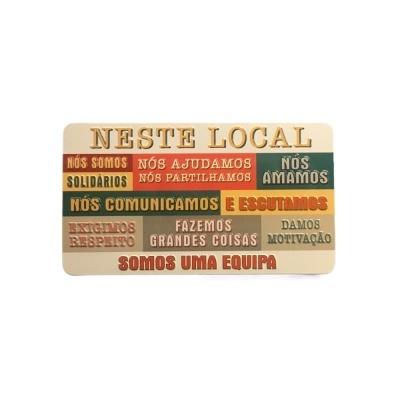 NESTE LOCAL
NÓS SOMOS
SOLIDÁRIOS
NÓS AJUDAMOS
NÓS PARTILHAMOS
NÓS
AMAMOS
NÓS COMUNICAMOS E ESCUTAMOS
EXIGIMOS
RESPEITO
FAZEMOS
GRANDES COISAS
DAMOS
MOTIVAÇÃO
SOMOS UMA EQUIPA